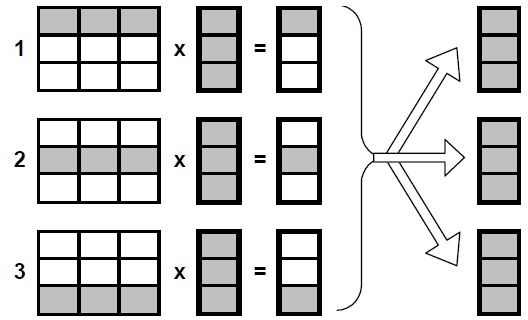 1 x =
2 x =
3 x =